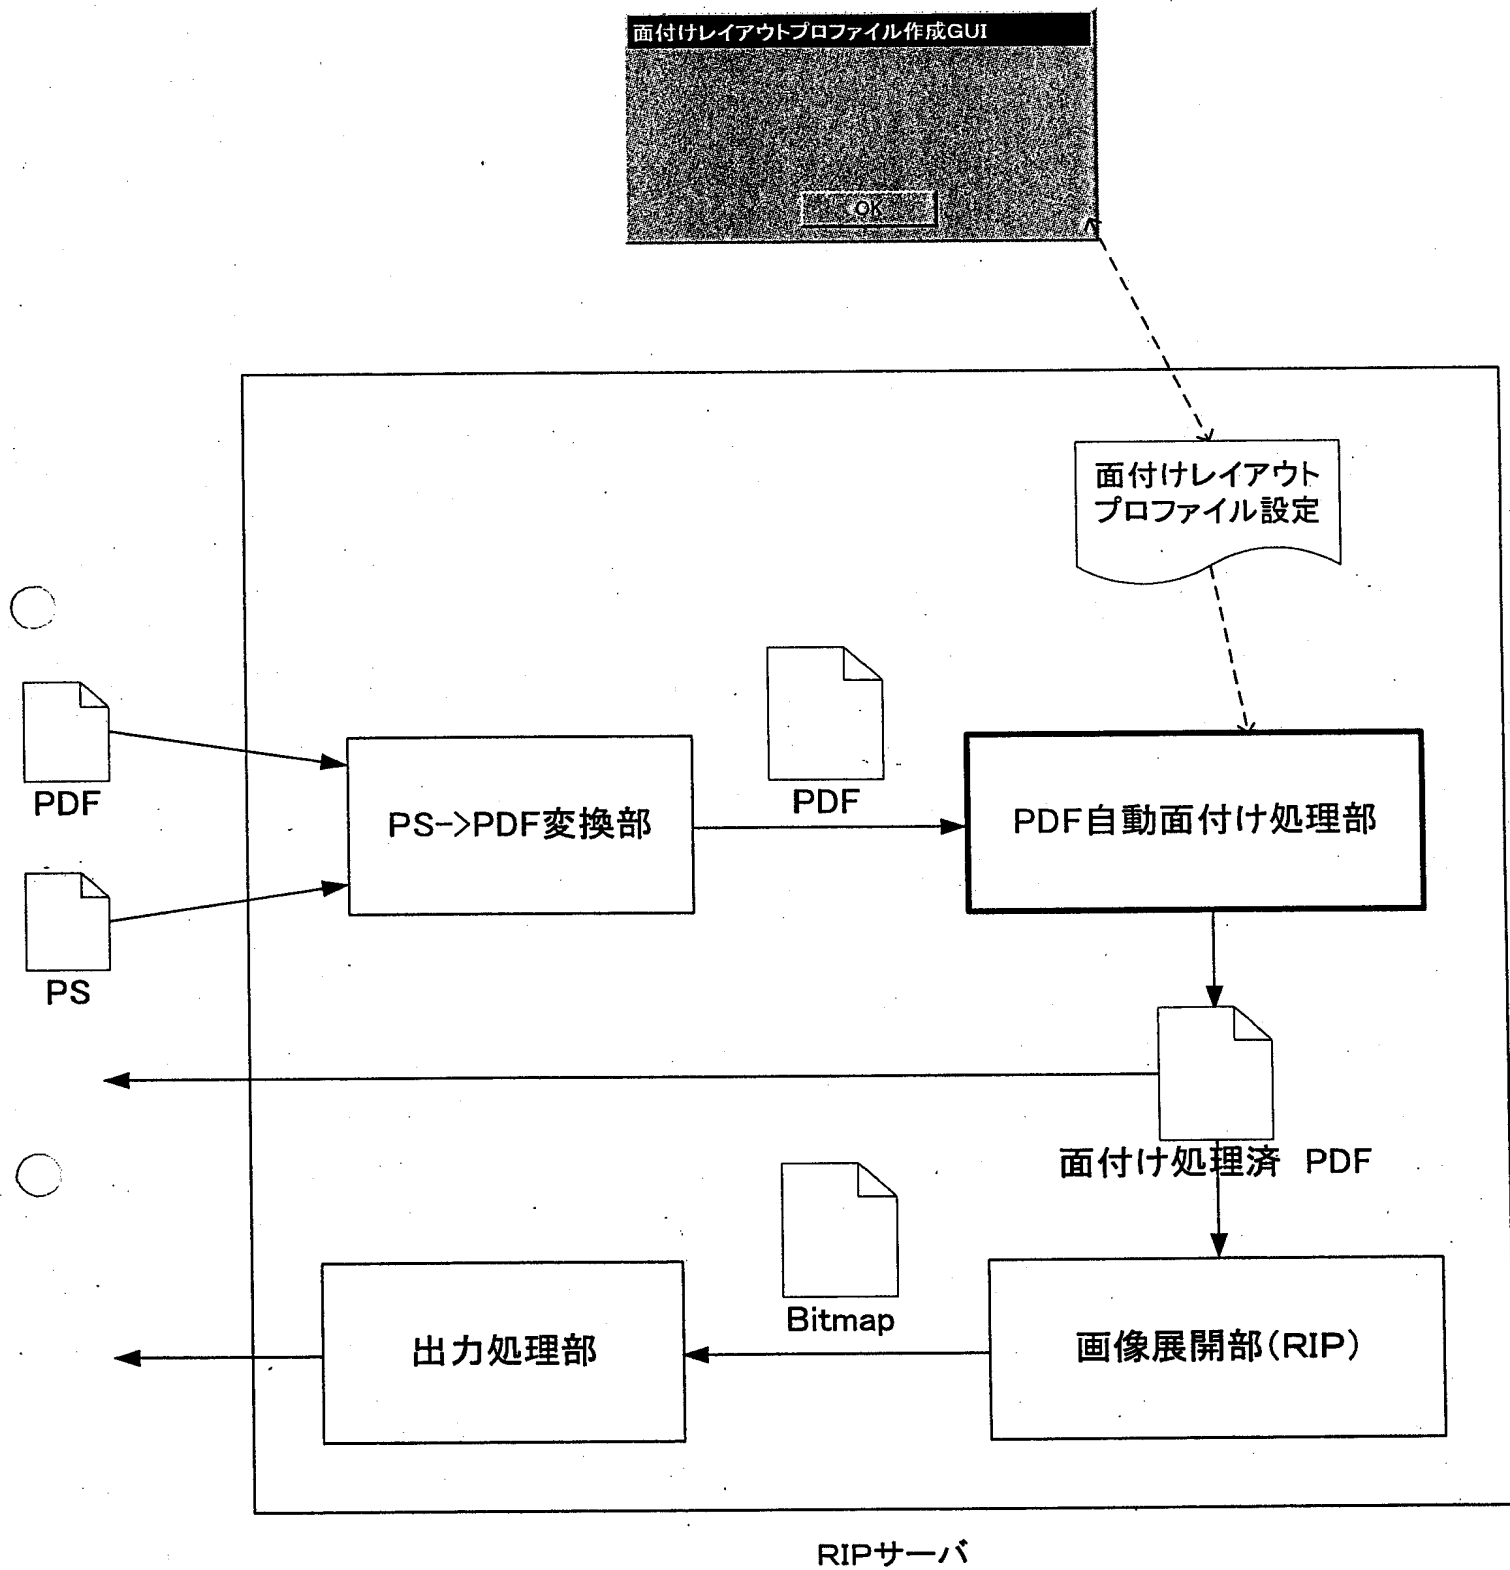 面付けレイアウトプロファイル作成GUI
OK
面付けレイアウト
プロファイル設定
PDF
PDF
PS->PDF変換部
PDF自動面付け処理部
PS
面付け処理済 PDF
Bitmap
出力処理部
画像展開部(RIP)
RIPサーバ